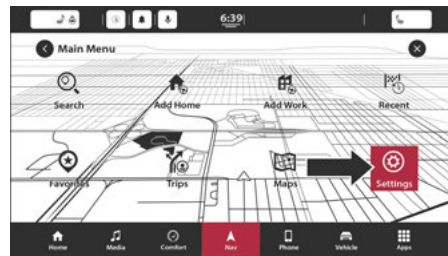 6:39
Main Menu
Search
Add Home
Add Work
Recent
Favorites
Trips
Maps
Settings
Home
Media
Comfort
Nav
Phone
Vehicle
Apps